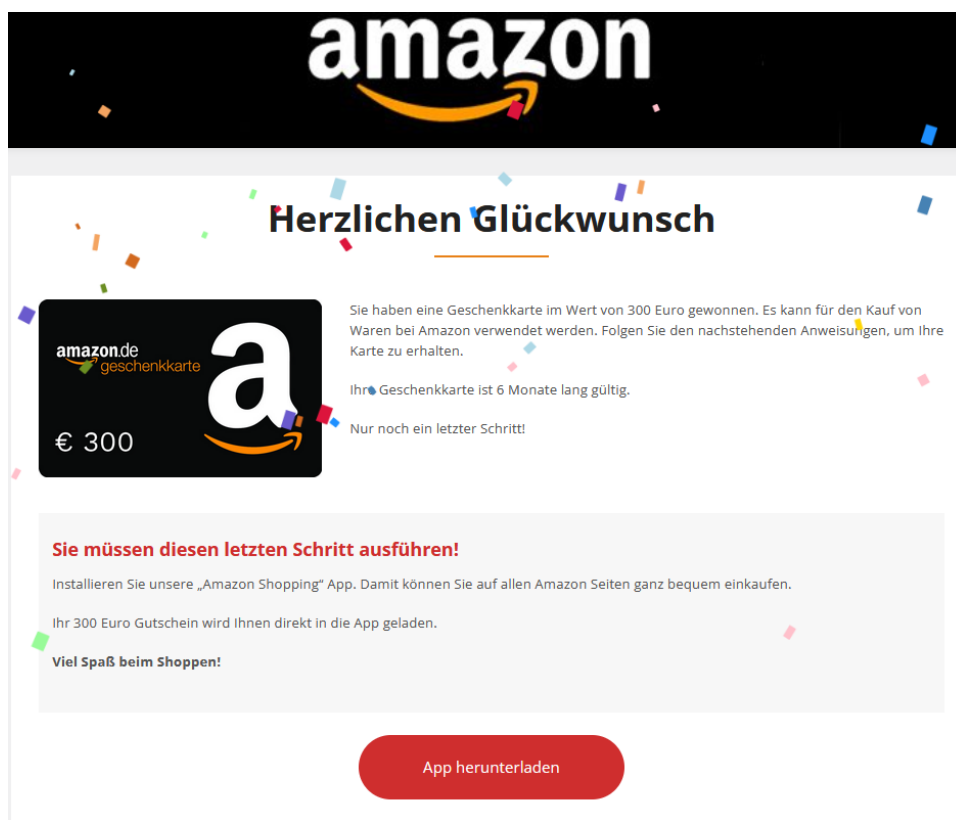 amazon
Herzlichen Glückwunsch
Sie haben eine Geschenkkarte im Wert von 300 Euro gewonnen. Es kann für den Kauf von
Waren bei Amazon verwendet werden. Folgen Sie den nachstehenden Anweisungen, um Ihre
Karte zu erhalten.
Ihre Geschenkkarte ist 6 Monate lang gültig.
Nur noch ein letzter Schritt!
amazon.de
geschenkkarte
a
€ 300
Sie müssen diesen letzten Schritt ausführen!
Installieren Sie unsere „Amazon Shopping“ App. Damit können Sie auf allen Amazon Seiten ganz bequem einkaufen.
Ihr 300 Euro Gutschein wird Ihnen direkt in die App geladen.
Viel Spaß beim Shoppen!
App herunterladen